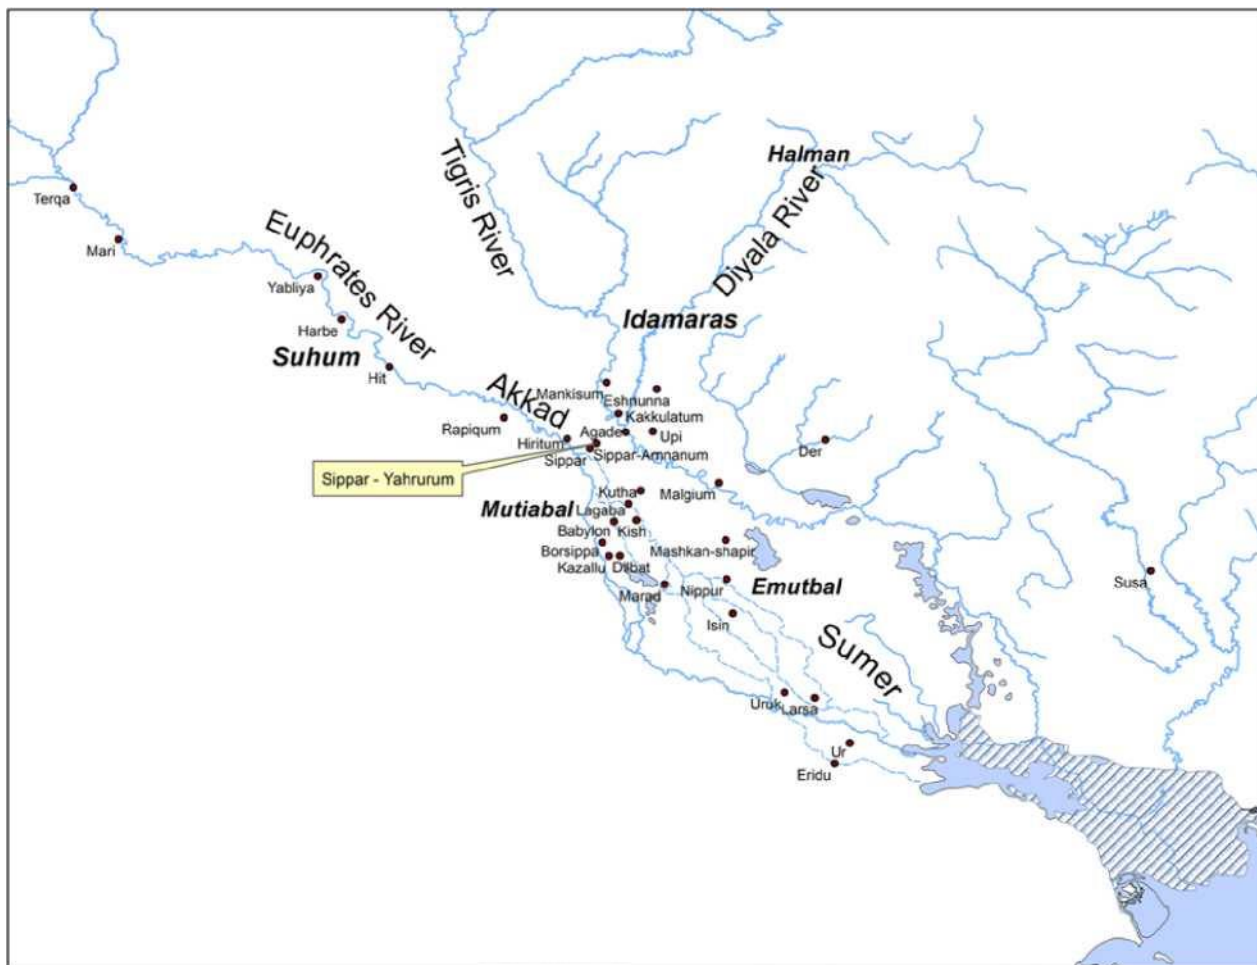 Halman
Tigris River
Diyala River
Terqa
Euphrates River
Mari
Yabliya
Harbe
Idamaras
Suhum
Hit
Akkad
Mankisum
Eshnunna
Kakkulatum
Rapiqum
Hiritum
Agade
Upi
Sippar
Sippar-Amnanum
Der
Sippar - Yahrurum
Kutha
Malgium
Mutiabal
Lagaba
Babylon
Kish
Borsippa
Mashkan-shapir
Kazallu
Dilbat
Susa
Marad
Nippur
Emutbal
Isin
Sumer
Uruk
Larsa
Ur
Eridu